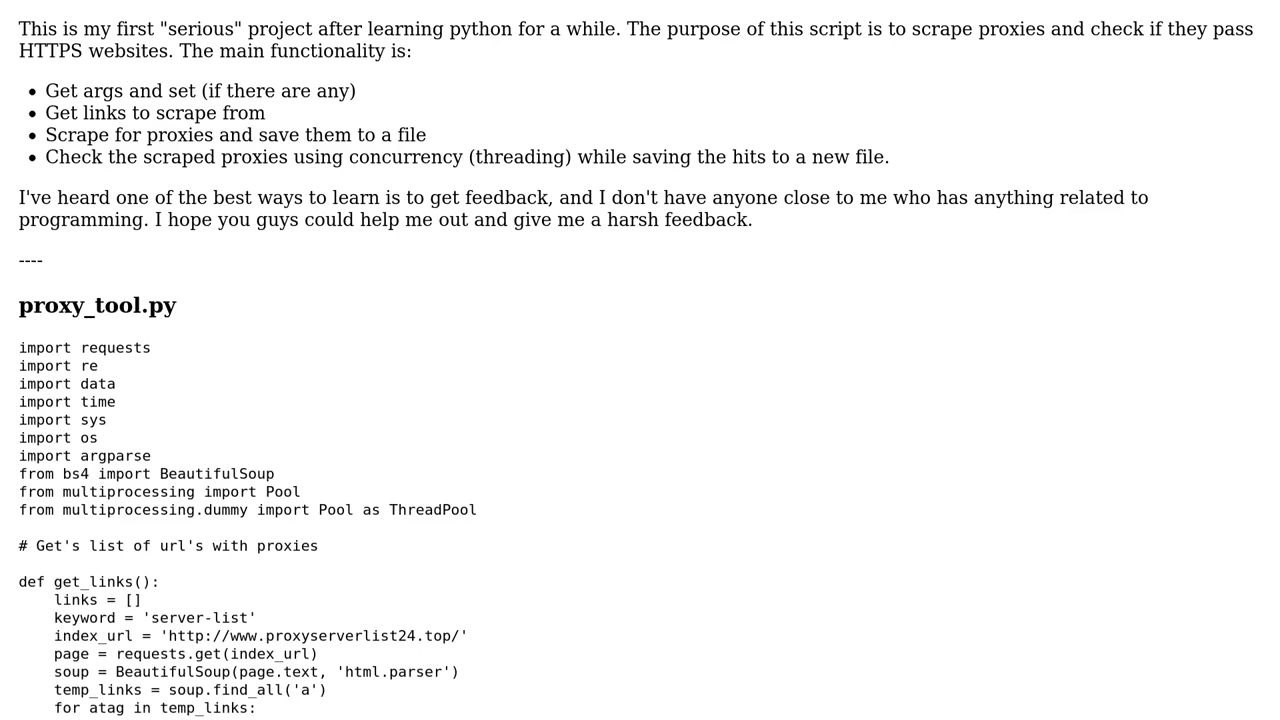 This is my first "serious" project after learning python for a while. The purpose of this script is to scrape proxies and check if they pass
HTTPS websites. The main functionality is:
• Get args and set (if there are any)
• Get links to scrape from
• Scrape for proxies and save them to a file
• Check the scraped proxies using concurrency (threading) while saving the hits to a new file.
I've heard one of the best ways to learn is to get feedback, and I don't have anyone close to me who has anything related to
programming. I hope you guys could help me out and give me a harsh feedback.
----
proxy_tool.py
import requests
import re
import data
import time
import sys
import os
import argparse
from bs4 import BeautifulSoup
from multiprocessing import Pool
from multiprocessing.dummy import Pool as ThreadPool
# Get's list of url's with proxies
def get_links():
    links = []
    keyword = 'server-list'
    index_url = 'http://www.proxyserverlist24.top/'
    page = requests.get(index_url)
    soup = BeautifulSoup(page.text, 'html.parser')
    temp_links = soup.find_all('a')
    for atag in temp_links: